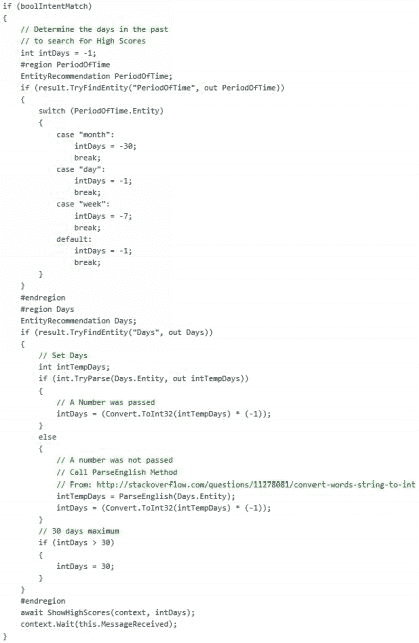 if (boolIntentMatch)
{
    // Determine the days in the past
    // to search for High Scores
    int intDays = -1;
    #region PeriodOfTime
    EntityRecommendation PeriodOfTime;
    if (result.TryFindEntity("PeriodOfTime", out PeriodOfTime))
    {
        switch (PeriodOfTime.Entity)
        {
            case "month":
                intDays = -30;
                break;
            case "day":
                intDays = -1;
                break;
            case "week":
                intDays = -7;
                break;
            default:
                intDays = -1;
                break;
        }
    }
    #endregion
    #region Days
    EntityRecommendation Days;
    if (result.TryFindEntity("Days", out Days))
    {
        // Set Days
        int intTempDays;
        if (int.TryParse(Days.Entity, out intTempDays))
        {
            // A Number was passed
            intDays = (Convert.ToInt32(intTempDays) * (-1));
        }
        else
        {
            // A number was not passed
            // Call ParseEnglish Method
            // From: http://stackoverflow.com/questions/11278081/convert-words-string-to-int
            intTempDays = ParseEnglish(Days.Entity);
            intDays = (Convert.ToInt32(intTempDays) * (-1));
        }
        // 30 days maximum
        if (intDays > 30)
        {
            intDays = 30;
        }
    }
    #endregion
    await ShowHighScores(context, intDays);
    context.Wait(this.MessageReceived);
}